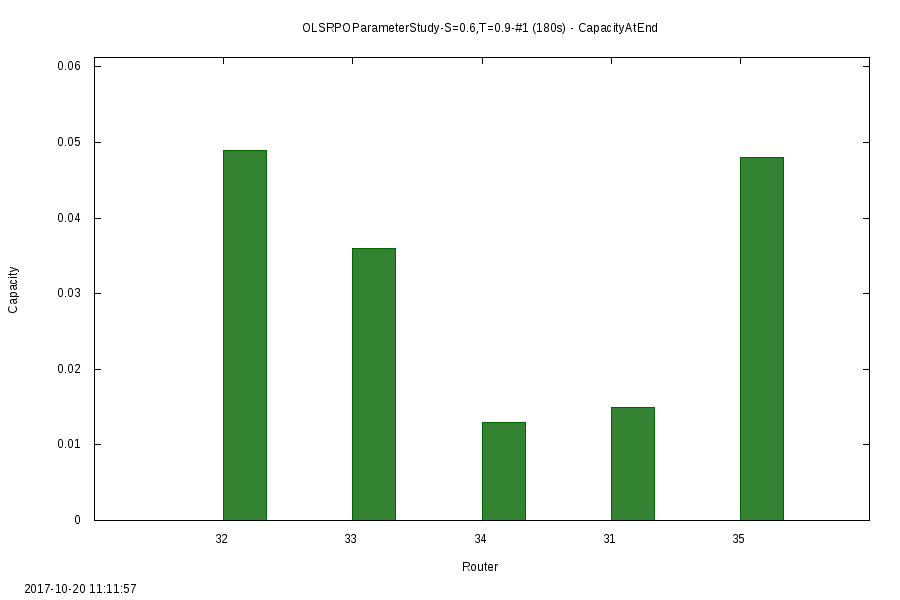 OLSRPOParameterStudy-S=0.6,T=0.9-#1 (180s) - CapacityAtEnd
0.06
0.05
0.04
0.03
0.02
0.01
0
Capacity
32 33 34 31 35
Router
2017-10-20 11:11:57